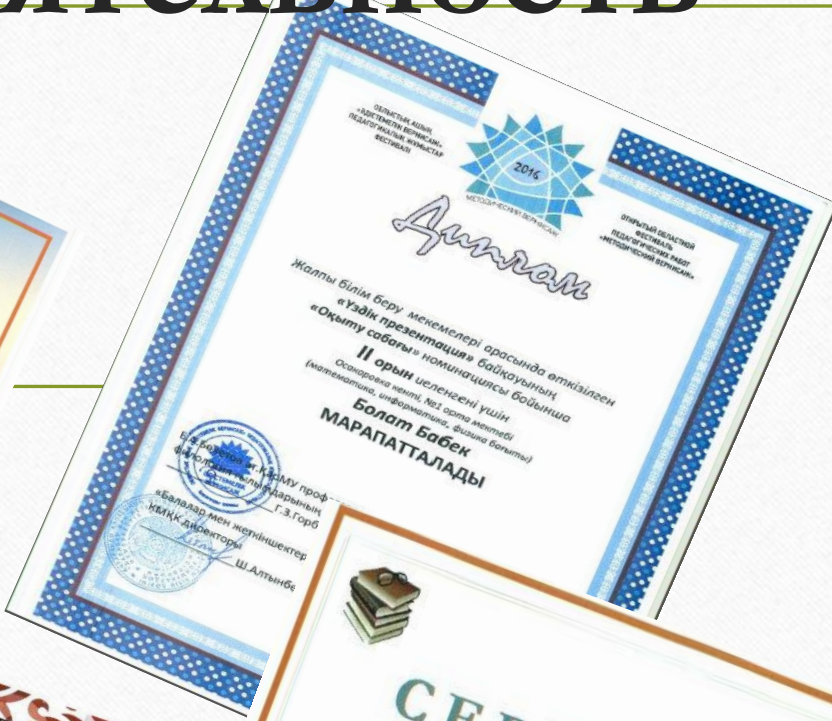 ОБЛЫСТЫҚ АШЫҚ
«ӘДІСТЕМЕЛІК ВЕРНИСАЖ»
ПЕДАГОГИКАЛЫҚ ЖҰМЫСТАР
ФЕСТИВАЛІ
2016
МЕТОДИЧЕСКИЙ ВЕРНИСАЖ
ОТКРЫТЫЙ ОБЛАСТНОЙ
ФЕСТИВАЛЬ
ПЕДАГОГИЧЕСКИХ РАБОТ
«МЕТОДИЧЕСКИЙ ВЕРНИСАЖ»
Диплом
Жалпы білім беру мекемелері арасында өткізілген
«Үздік презентация» байқауының
«Оқыту сабағы» номинациясы бойынша
II орын иеленгені үшін
Осакаровка кенті, №1 орта мектебі
(математика, информатика, физика бағыты)
Болат Бабек
МАРАПАТТАЛАДЫ
ҚарМУ проф
Г.З.Горб
«Балалар мен жеткіншектер
КМҚК директоры
Ш.Алтынбе